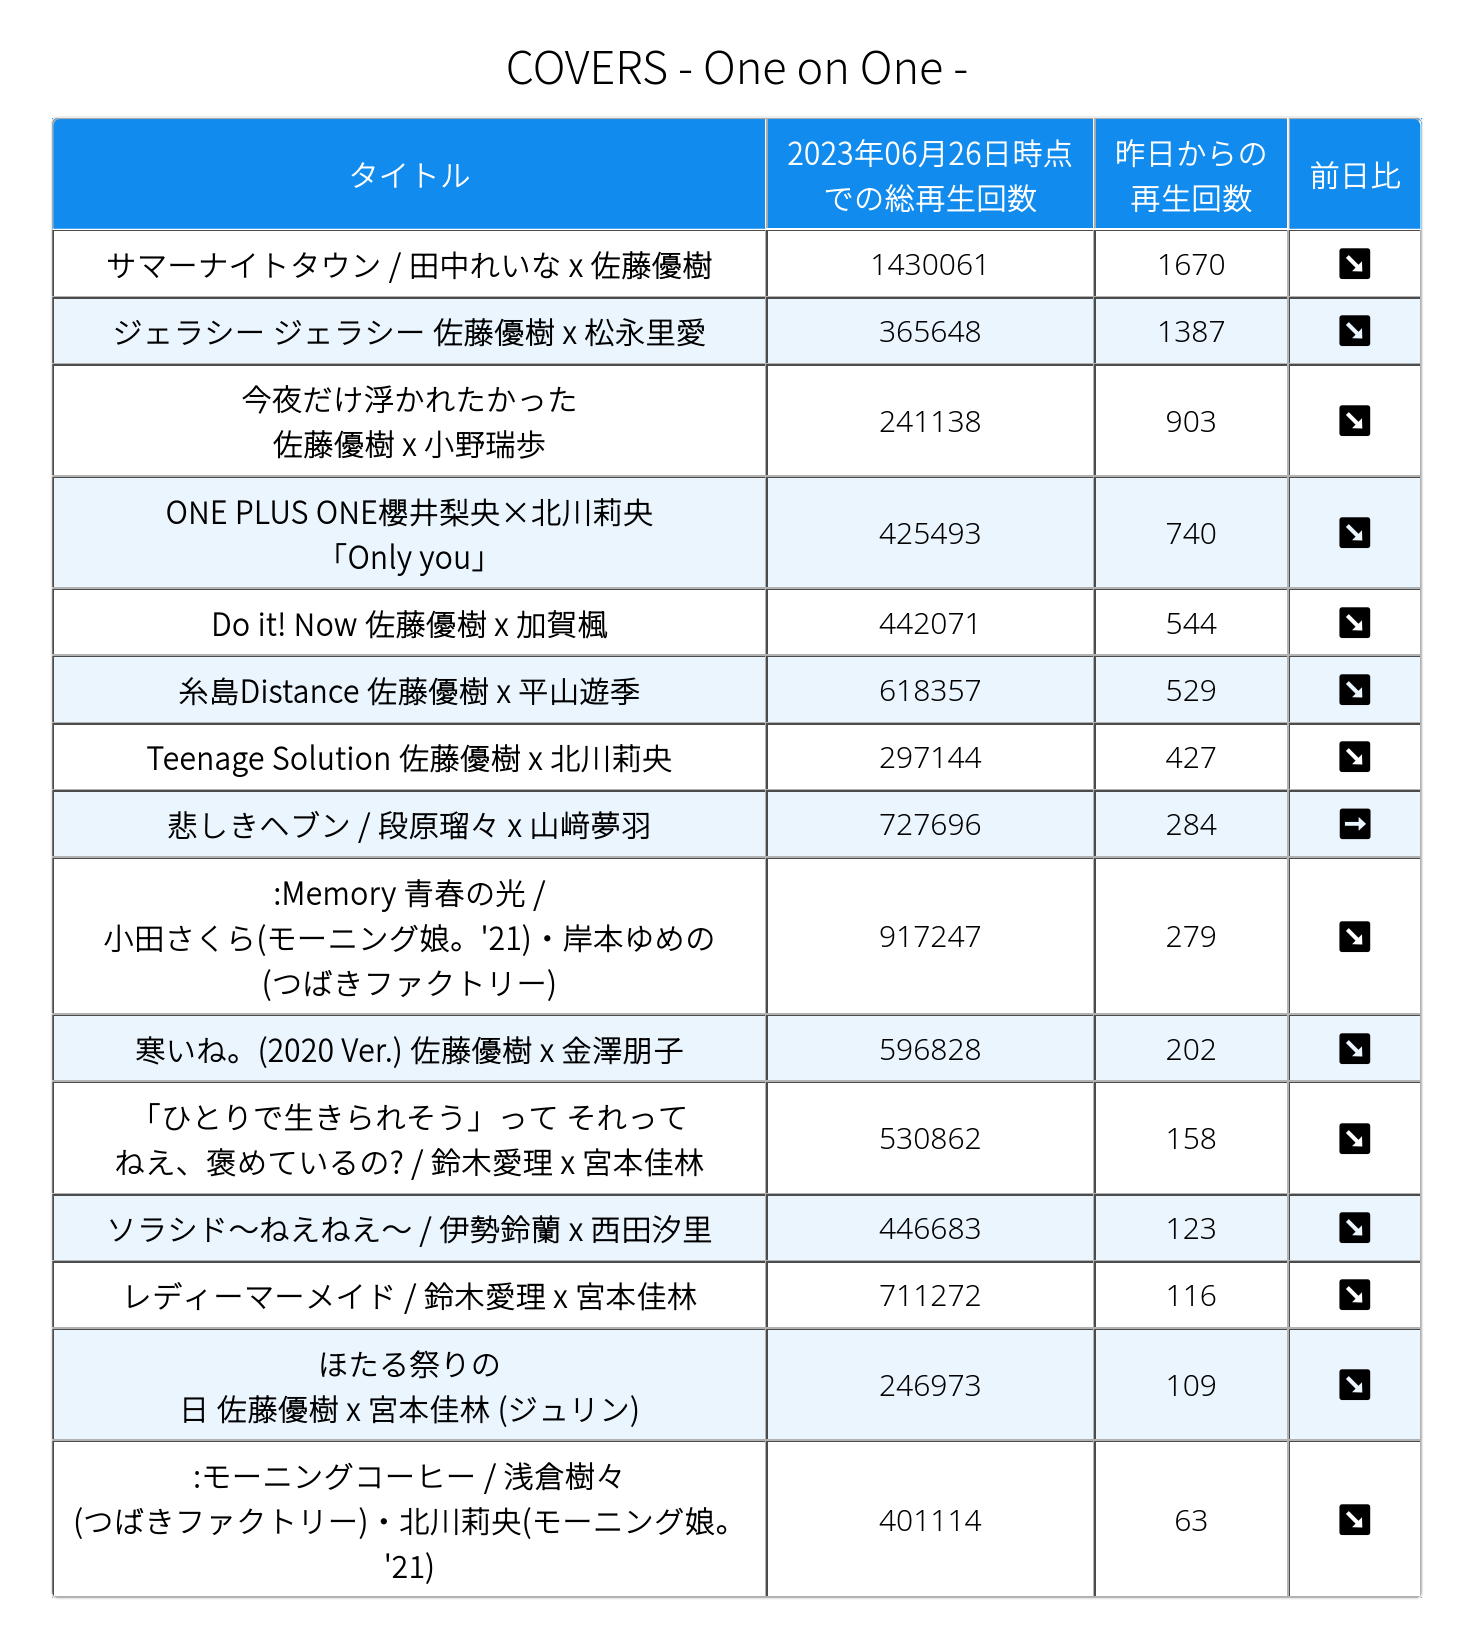 COVERS - One on One -
タイトル
2023年06月26日時点
での総再生回数
昨日からの
再生回数
前日比
サマーナイトタウン / 田中れいな x 佐藤優樹
1430061
1670
ジェラシー ジェラシー 佐藤優樹 x 松永里愛
365648
1387
今夜だけ浮かれたかった
佐藤優樹 x 小野瑞歩
241138
903
ONE PLUS ONE櫻井梨央×北川莉央
「Only you」
425493
740
Do it! Now 佐藤優樹 x 加賀楓
442071
544
糸島Distance 佐藤優樹 x 平山遊季
618357
529
Teenage Solution 佐藤優樹 x 北川莉央
297144
427
悲しきヘブン / 段原瑠々 x 山﨑夢羽
727696
284
:Memory 青春の光 /
小田さくら(モーニング娘。'21)・岸本ゆめの
(つばきファクトリー)
917247
279
寒いね。(2020 Ver.) 佐藤優樹 x 金澤朋子
596828
202
「ひとりで生きられそう」って それって
ねえ、褒めているの? / 鈴木愛理 x 宮本佳林
530862
158
ソラシド〜ねえねえ〜 / 伊勢鈴蘭 x 西田汐里
446683
123
レディーマーメイド / 鈴木愛理 x 宮本佳林
711272
116
ほたる祭りの
日 佐藤優樹 x 宮本佳林 (ジュリン)
246973
109
:モーニングコーヒー / 浅倉樹々
(つばきファクトリー)・北川莉央(モーニング娘。
'21)
401114
63